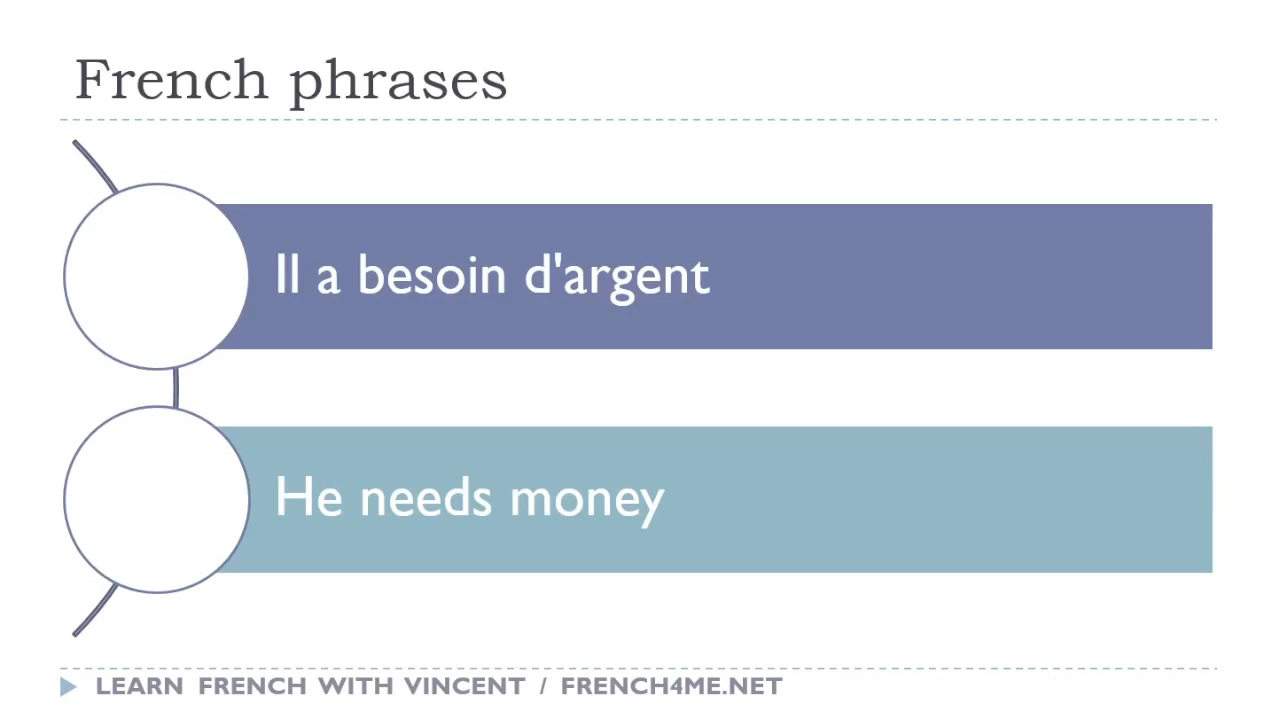 French phrases
Il a besoin d'argent
He needs money
LEARN FRENCH WITH VINCENT / FRENCH4ME.NET